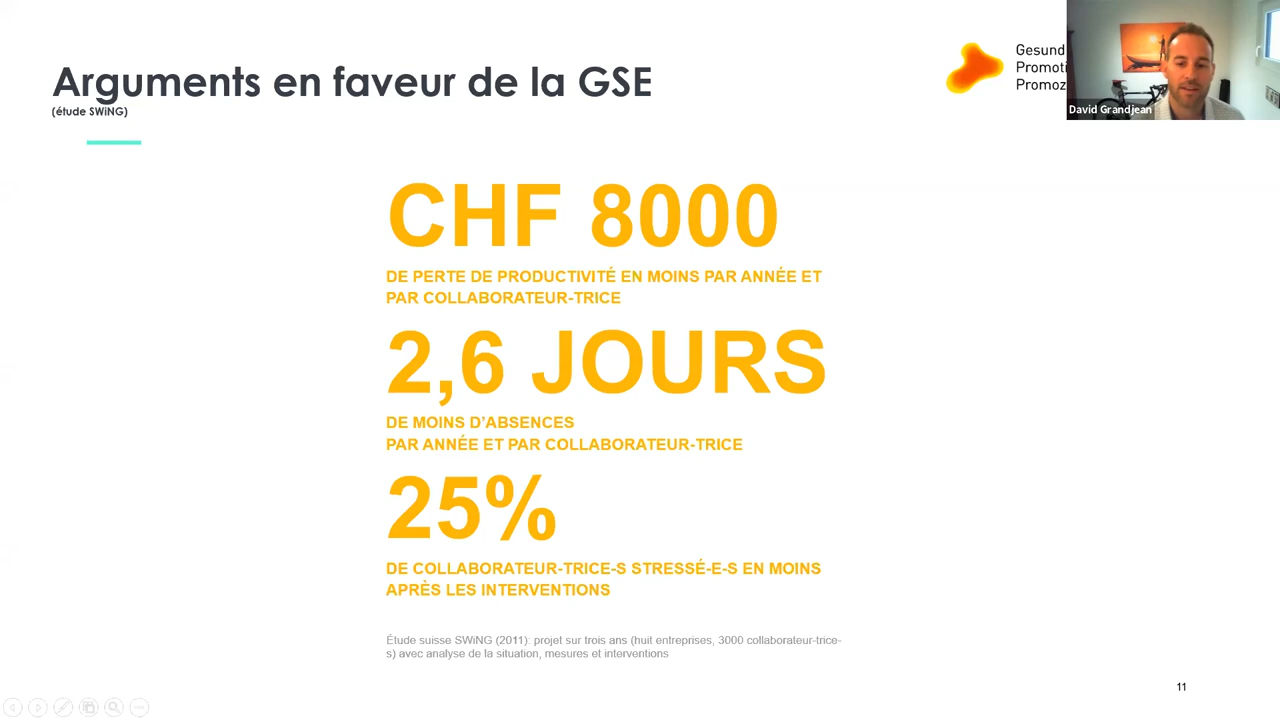 Arguments en faveur de la GSE
(étude SWiNG)
Gesund
Promoti
Promoz
David Grandjean
CHF 8000
DE PERTE DE PRODUCTIVITÉ EN MOINS PAR ANNÉE ET
PAR COLLABORATEUR-TRICE
2,6 JOURS
DE MOINS D’ABSENCES
PAR ANNÉE ET PAR COLLABORATEUR-TRICE
25%
DE COLLABORATEUR-TRICE-S STRESSÉ-E-S EN MOINS
APRÈS LES INTERVENTIONS
Étude suisse SWiNG (2011): projet sur trois ans (huit entreprises, 3000 collaborateur-trice-
s) avec analyse de la situation, mesures et interventions
11